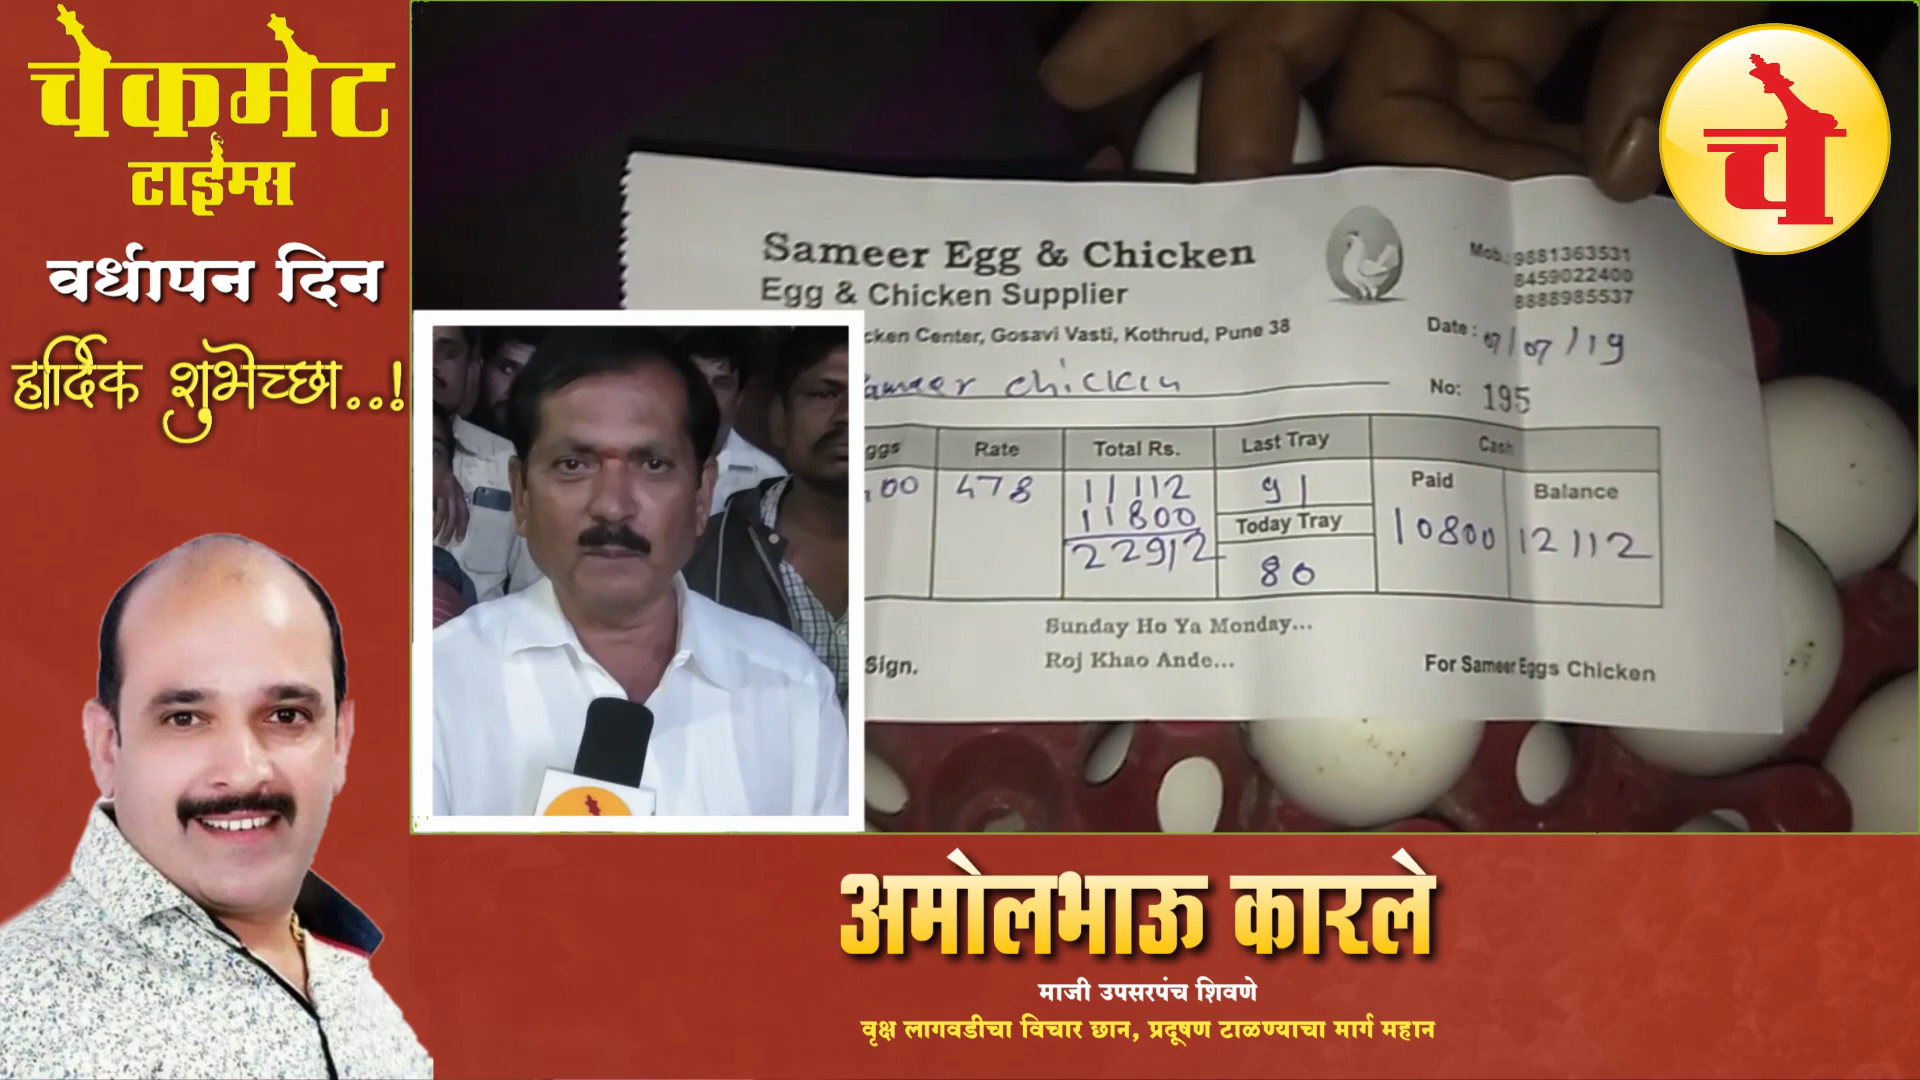 चेकमेट
टाईम्स
वर्धापन दिन
हार्दिक शुभेच्छा..!
चे
Sameer Egg & Chicken
Egg & Chicken Supplier
Center, Gosavi Vasti, Kothrud, Pune 38
Mob.: 9881363531
8459022400
8888985537
Date: 07/07/19
chicken
No: 195
Rate
Total Rs.
Last Tray
Cash
Paid
Balance
478
11112
11800
22912
91
Today Tray
80
10800
12112
Sunday Ho Ya Monday...
Roj Khao Ande...
Sign.
For Sameer Eggs Chicken
अमोलभाऊ कारले
माजी उपसरपंच शिवणे
वृक्ष लागवडीचा विचार छान, प्रदूषण टाळण्याचा मार्ग महान